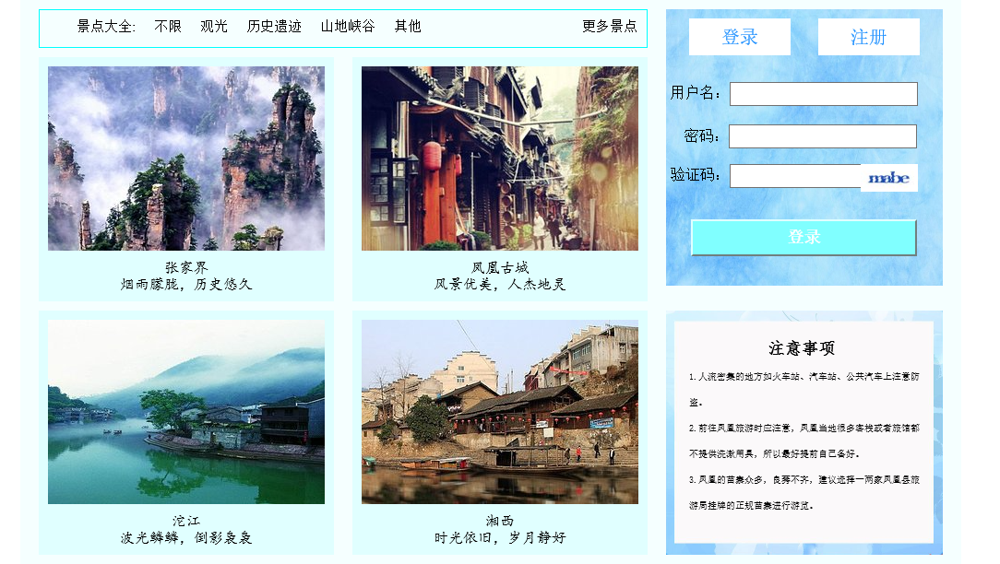 景点大全: 不限 观光 历史遗迹 山地峡谷 其他 更多景点
张家界
烟雨朦胧，历史悠久
凤凰古城
风景优美，人杰地灵
沱江
波光鳞鳞，倒影袅袅
湘西
时光依旧，岁月静好
登录 注册
用户名：
密码：
验证码： mabe
登录
注意事项
1.人流密集的地方如火车站、汽车站、公共汽车上注意防
盗。
2.前往凤凰旅游时应注意，凤凰当地很多客栈或者旅馆都
不提供洗漱用具，所以最好提前自己备好。
3.凤凰的苗寨众多，良莠不齐，建议选择一两家凤凰县旅
游局挂牌的正规苗寨进行游览。